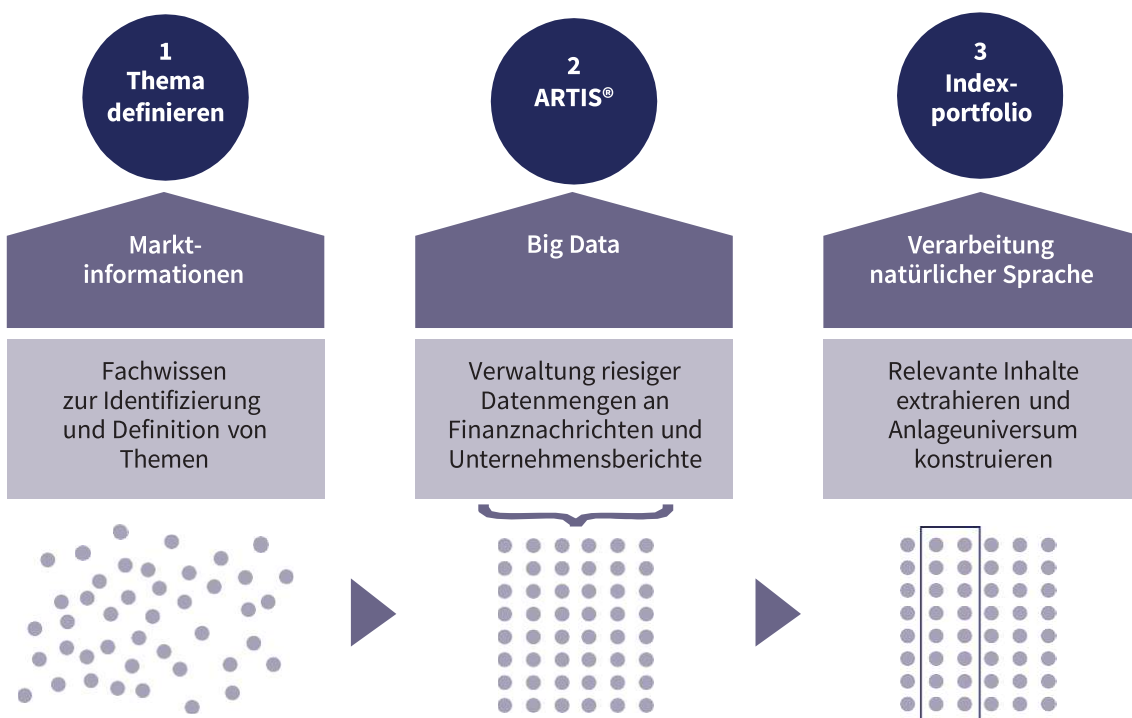 1
Thema
definieren
2
ARTIS®
3
Index-
portfolio
Markt-
informationen
Big Data
Verarbeitung
natürlicher Sprache
Fachwissen
zur Identifizierung
und Definition von
Themen
Verwaltung riesiger
Datenmengen an
Finanznachrichten und
Unternehmensberichte
Relevante Inhalte
extrahieren und
Anlageuniversum
konstruieren